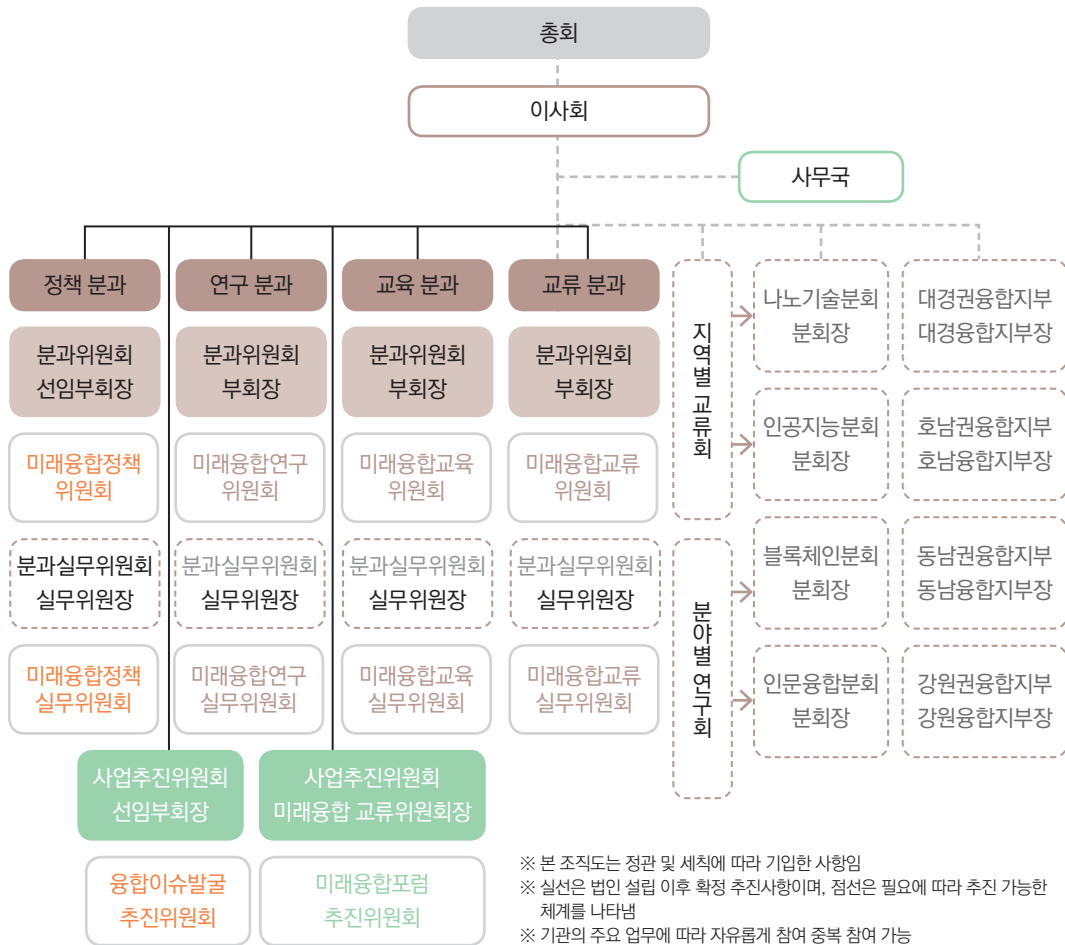 총회
이사회
사무국
정책 분과
연구 분과
교육 분과
교류 분과
분과위원회
선임부회장
분과위원회
부회장
분과위원회
부회장
분과위원회
부회장
미래융합정책
위원회
미래융합연구
위원회
미래융합교육
위원회
미래융합교류
위원회
분과실무위원회
실무위원장
분과실무위원회
실무위원장
분과실무위원회
실무위원장
분과실무위원회
실무위원장
미래융합정책
실무위원회
미래융합연구
실무위원회
미래융합교육
실무위원회
미래융합교류
실무위원회
사업추진위원회
선임부회장
사업추진위원회
미래융합 교류위원회장
융합이슈발굴
추진위원회
미래융합포럼
추진위원회
지역별 교류회
분야별 연구회
나노기술분회
분회장
대경권융합지부
대경융합지부장
인공지능분회
분회장
호남권융합지부
호남융합지부장
블록체인분회
분회장
동남권융합지부
동남융합지부장
인문융합분회
분회장
강원권융합지부
강원융합지부장
※ 본 조직도는 정관 및 세칙에 따라 기입한 사항임
※ 실선은 법인 설립 이후 확정 추진사항이며, 점선은 필요에 따라 추진 가능한
체계를 나타냄
※ 기관의 주요 업무에 따라 자유롭게 참여 중복 참여 가능